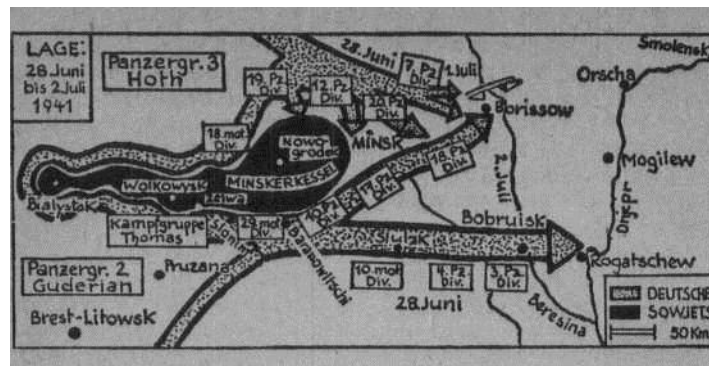 LAGE:
28.Juni
bis 2.Juli
1941
Panzergr.3
Hoth
28.Juni
7.Pz
Div.
1.Juli
Smolensk
Orscha
19.Pz
Div.
12.Pz
Div.
20.Pz
Div.
Borissow
18.mot.
Div.
Nowo-
grodek
MINSK
MINSKERKESSEL
Wolkowysk
Zelwa
Bialystok
18.Pz
Div.
17.Pz
Div.
10.Pz
Div.
2.Juli
Mogilew
Dnjepr
Kampfgruppe
Thomas
Slonim
29.mot
Div.
Baranowitschi
Bobruisk
Sluzk
Rogatschew
Panzergr.2
Guderian
Pruzana
10.mot
Div.
4.Pz
Div.
3.Pz
Div.
28.Juni
Beresina
Brest-Litowsk
DEUTSCHE
SOWJETS
50 Km